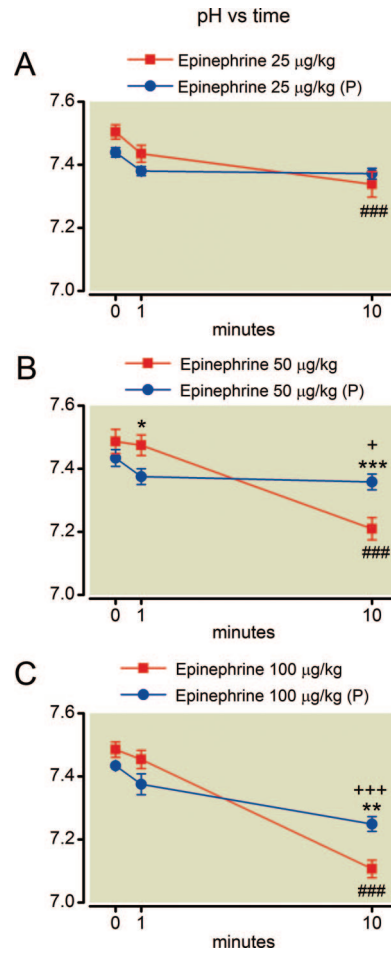 pH vs time
A
Epinephrine 25 µg/kg
Epinephrine 25 µg/kg (P)
7.6
7.4
7.2
7.0
###
0 1 10
minutes
B
Epinephrine 50 µg/kg
Epinephrine 50 µg/kg (P)
7.6
*
+
***
7.4
7.2
###
7.0
0 1 10
minutes
C
Epinephrine 100 µg/kg
Epinephrine 100 µg/kg (P)
7.6
7.4
+++
**
7.2
7.0
###
0 1 10
minutes